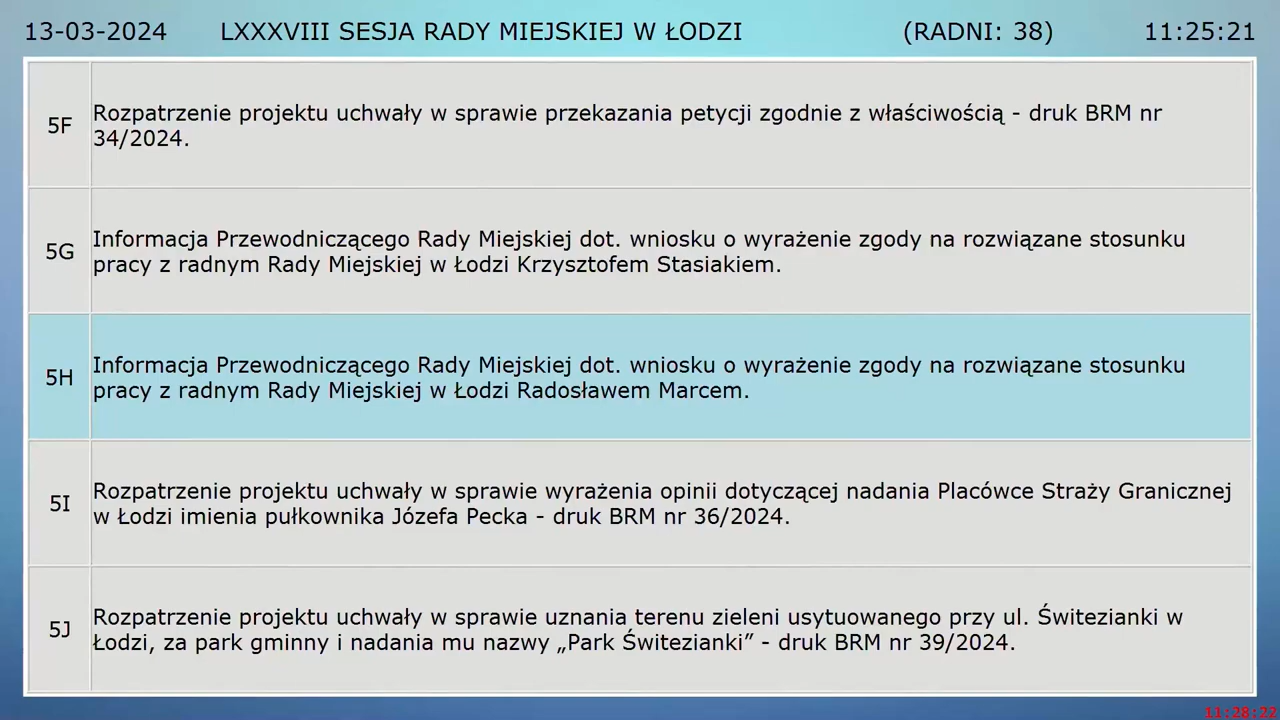 13-03-2024 LXXXVIII SESJA RADY MIEJSKIEJ W ŁODZI (RADNI: 38) 11:25:21
5F Rozpatrzenie projektu uchwały w sprawie przekazania petycji zgodnie z właściwością - druk BRM nr
34/2024.
5G Informacja Przewodniczącego Rady Miejskiej dot. wniosku o wyrażenie zgody na rozwiązane stosunku
pracy z radnym Rady Miejskiej w Łodzi Krzysztofem Stasiakiem.
5H Informacja Przewodniczącego Rady Miejskiej dot. wniosku o wyrażenie zgody na rozwiązane stosunku
pracy z radnym Rady Miejskiej w Łodzi Radosławem Marcem.
5I Rozpatrzenie projektu uchwały w sprawie wyrażenia opinii dotyczącej nadania Placówce Straży Granicznej
w Łodzi imienia pułkownika Józefa Pecka - druk BRM nr 36/2024.
5J Rozpatrzenie projektu uchwały w sprawie uznania terenu zieleni usytuowanego przy ul. Świtezianki w
Łodzi, za park gminny i nadania mu nazwy „Park Świtezianki” - druk BRM nr 39/2024.
11:28:22